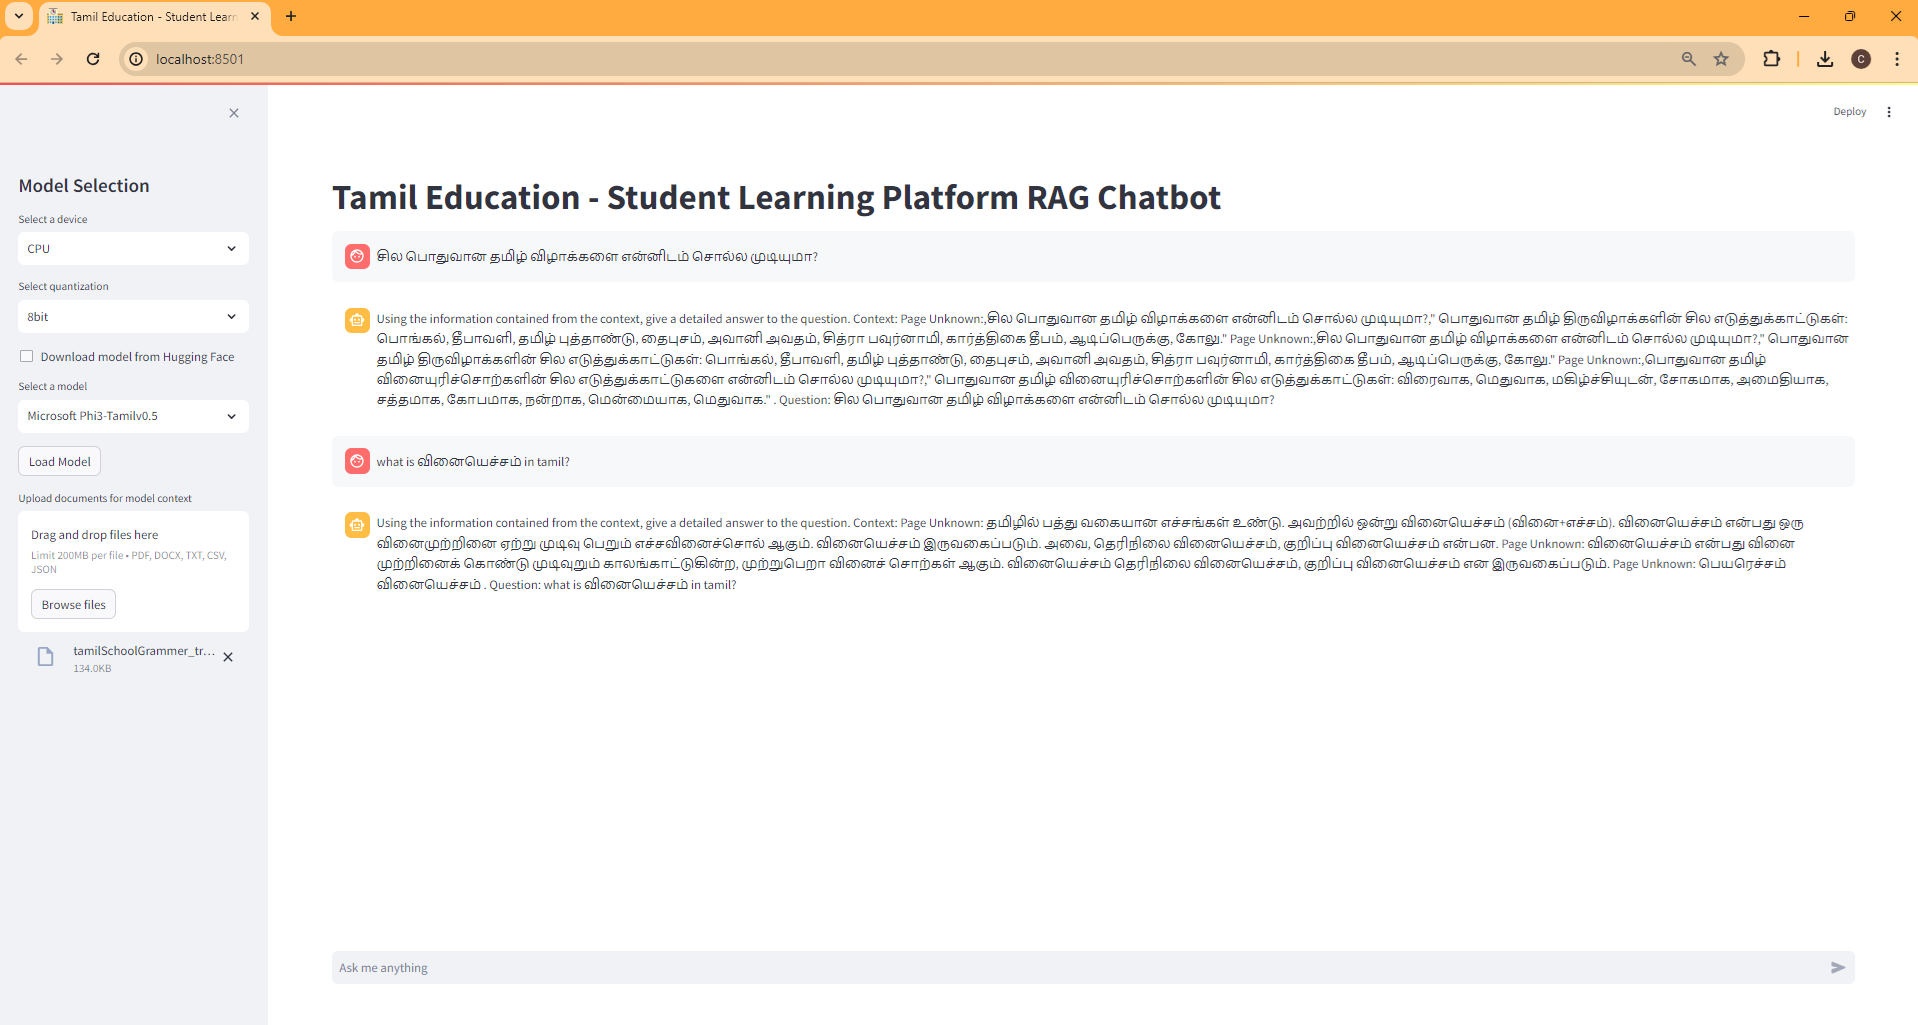 Tamil Education - Student Learn
localhost:8501
C
Deploy
Model Selection
Select a device
CPU
Select quantization
8bit
Download model from Hugging Face
Select a model
Microsoft Phi3-Tamilv0.5
Load Model
Upload documents for model context
Drag and drop files here
Limit 200MB per file • PDF, DOCX, TXT, CSV,
JSON
Browse files
tamilSchoolGrammer_tr...
134.0KB
Tamil Education - Student Learning Platform RAG Chatbot
சில பொதுவான தமிழ் விழாக்களை என்னிடம் சொல்ல முடியுமா?
Using the information contained from the context, give a detailed answer to the question. Context: Page Unknown:,சில பொதுவான தமிழ் விழாக்களை என்னிடம் சொல்ல முடியுமா?," பொதுவான தமிழ் திருவிழாக்களின் சில எடுத்துக்காட்டுகள்:
பொங்கல், தீபாவளி, தமிழ் புத்தாண்டு, தைபுசம், அவானி அவதம், சித்ரா பவுர்னாமி, கார்த்திகை தீபம், ஆடிப்பெருக்கு, கோலு." Page Unknown:,சில பொதுவான தமிழ் விழாக்களை என்னிடம் சொல்ல முடியுமா?," பொதுவான
தமிழ் திருவிழாக்களின் சில எடுத்துக்காட்டுகள்: பொங்கல், தீபாவளி, தமிழ் புத்தாண்டு, தைபுசம், அவானி அவதம், சித்ரா பவுர்னாமி, கார்த்திகை தீபம், ஆடிப்பெருக்கு, கோலு." Page Unknown:,பொதுவான தமிழ்
வினையுரிச்சொற்களின் சில எடுத்துக்காட்டுகளை என்னிடம் சொல்ல முடியுமா?," பொதுவான தமிழ் வினையுரிச்சொற்களின் சில எடுத்துக்காட்டுகள்: விரைவாக, மெதுவாக, மகிழ்ச்சியுடன், சோகமாக, அமைதியாக,
சத்தமாக, கோபமாக, நன்றாக, மென்மையாக, மெதுவாக." . Question: சில பொதுவான தமிழ் விழாக்களை என்னிடம் சொல்ல முடியுமா?
what is வினையெச்சம் in tamil?
Using the information contained from the context, give a detailed answer to the question. Context: Page Unknown: தமிழில் பத்து வகையான எச்சங்கள் உண்டு. அவற்றில் ஒன்று வினையெச்சம் (வினை+எச்சம்). வினையெச்சம் என்பது ஒரு
வினைமுற்றினை ஏற்று முடிவு பெறும் எச்சவினைச்சொல் ஆகும். வினையெச்சம் இருவகைப்படும். அவை, தெரிநிலை வினையெச்சம், குறிப்பு வினையெச்சம் என்பன. Page Unknown: வினையெச்சம் என்பது வினை
முற்றினைக் கொண்டு முடிவுறும் காலங்காட்டுகின்ற, முற்றுபெறா வினைச் சொற்கள் ஆகும். வினையெச்சம் தெரிநிலை வினையெச்சம், குறிப்பு வினையெச்சம் என இருவகைப்படும். Page Unknown: பெயரெச்சம்
வினையெச்சம் . Question: what is வினையெச்சம் in tamil?
Ask me anything